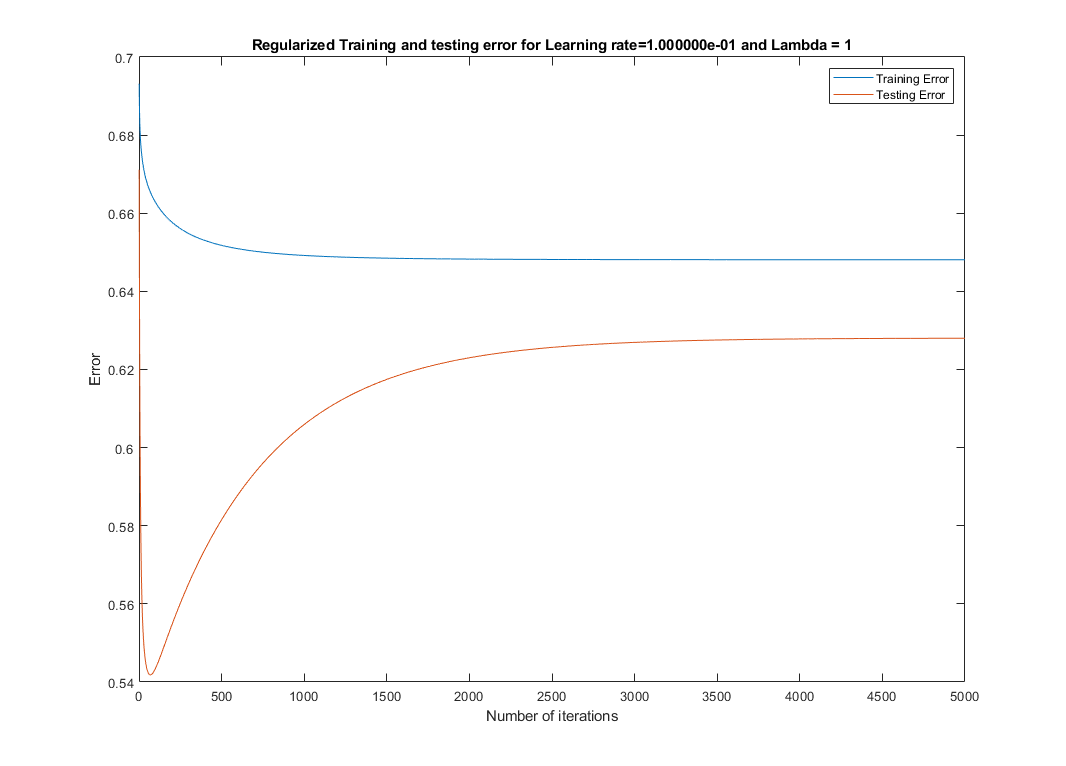 Regularized Training and testing error for Learning rate=1.000000e-01 and Lambda = 1
Training Error
Testing Error
0.7
0.68
0.66
0.64
0.62
0.6
0.58
0.56
0.54
Error
0 500 1000 1500 2000 2500 3000 3500 4000 4500 5000
Number of iterations